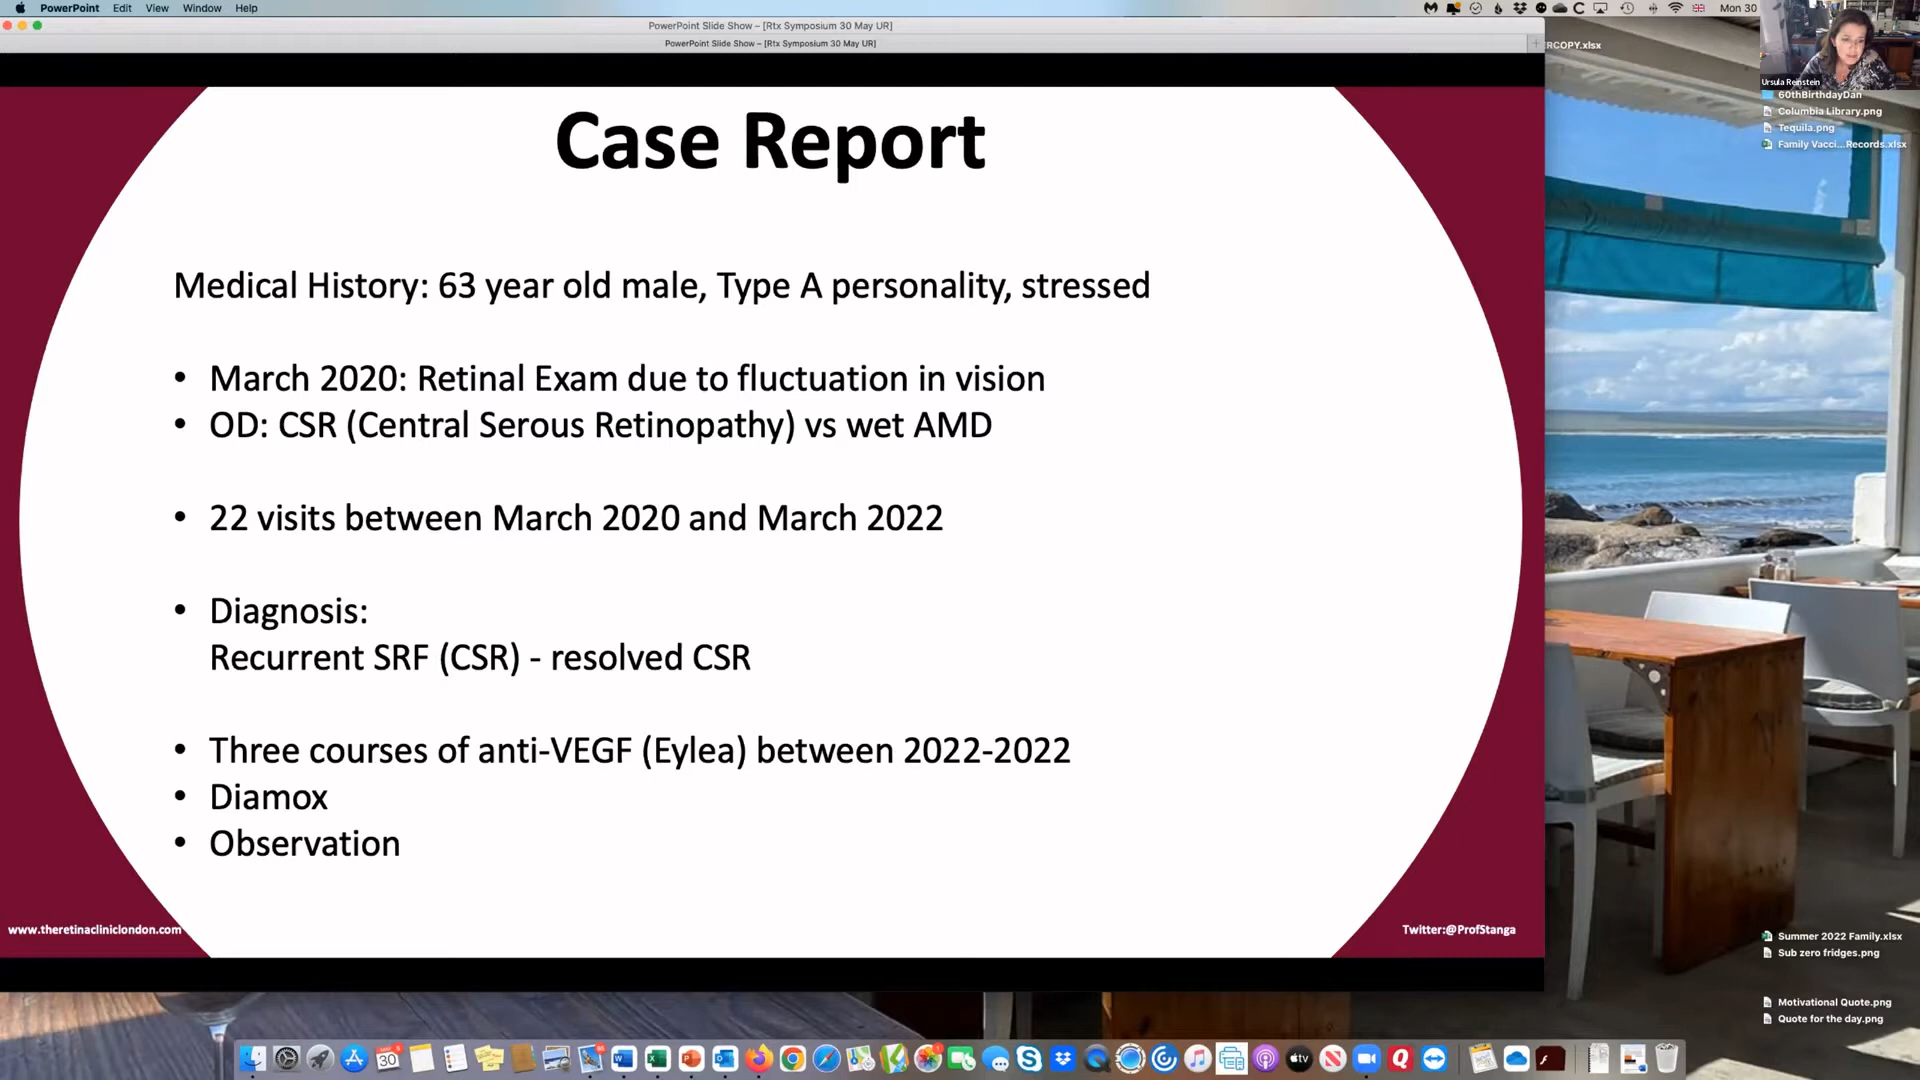 PowerPoint Edit View Window Help
Mon 30
PowerPoint Slide Show – [Rtx Symposium 30 May UR]
PowerPoint Slide Show – [Rtx Symposium 30 May UR]
ERCOPY.xlsx
Ursula Reinstein
60thBirthdayDan
Columbia Library.png
Tequila.png
Family Vacci...Records.xlsx
Case Report
Medical History: 63 year old male, Type A personality, stressed
• March 2020: Retinal Exam due to fluctuation in vision
• OD: CSR (Central Serous Retinopathy) vs wet AMD
• 22 visits between March 2020 and March 2022
• Diagnosis:
Recurrent SRF (CSR) - resolved CSR
• Three courses of anti-VEGF (Eylea) between 2022-2022
• Diamox
• Observation
www.theretinacliniclondon.com
Twitter:@ProfStanga
Summer 2022 Family.xlsx
Sub zero fridges.png
Motivational Quote.png
Quote for the day.png
30